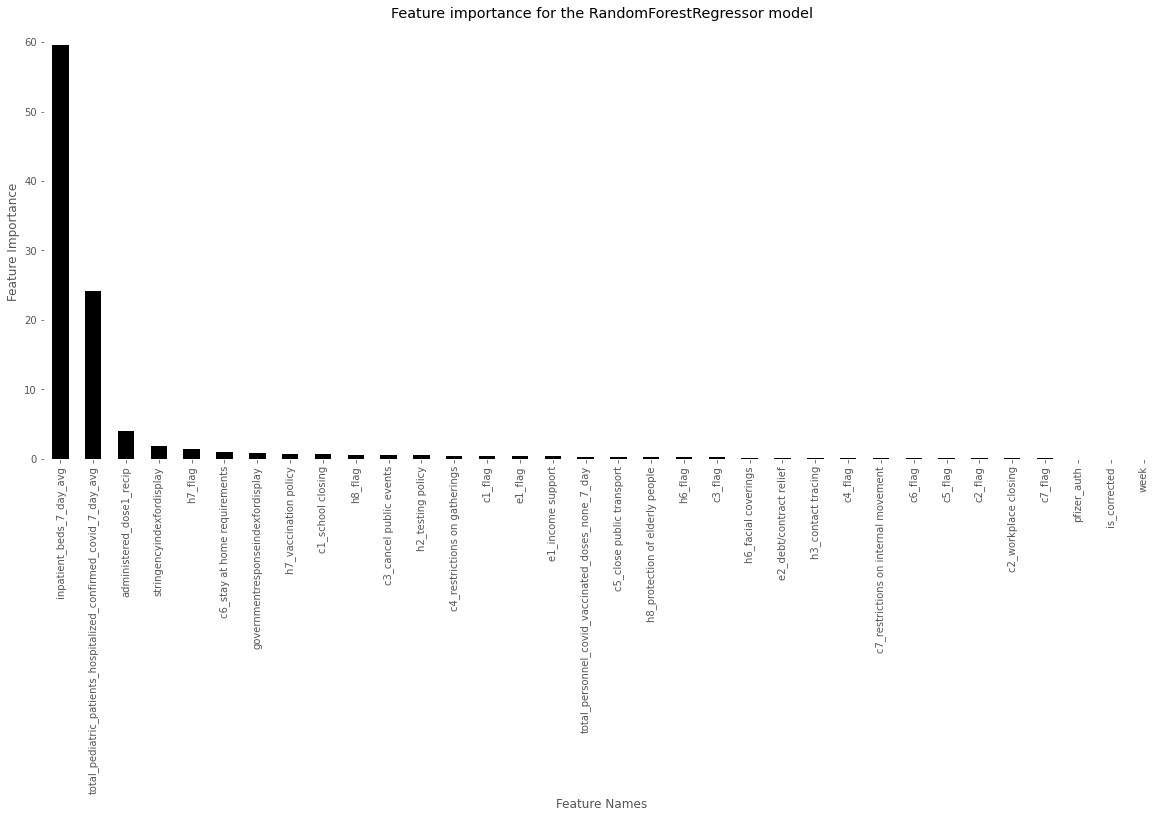 Feature importance for the RandomForestRegressor model
60
50
40
30
20
10
0
Feature Importance
inpatient_beds_7_day_avg
total_pediatric_patients_hospitalized_confirmed_covid_7_day_avg
administered_dose1_recip
stringencyindexfordisplay
h7_flag
c6_stay at home requirements
governmentresponseindexfordisplay
h7_vaccination policy
c1_school closing
h8_flag
c3_cancel public events
h2_testing policy
c4_restrictions on gatherings
c1_flag
e1_flag
e1_income support
total_personnel_covid_vaccinated_doses_none_7_day
c5_close public transport
h8_protection of elderly people
h6_flag
c3_flag
h6_facial coverings
e2_debt/contract relief
h3_contact tracing
c4_flag
c7_restrictions on internal movement
c6_flag
c5_flag
c2_flag
c2_workplace closing
c7_flag
pfizer_auth
is_corrected
week
Feature Names